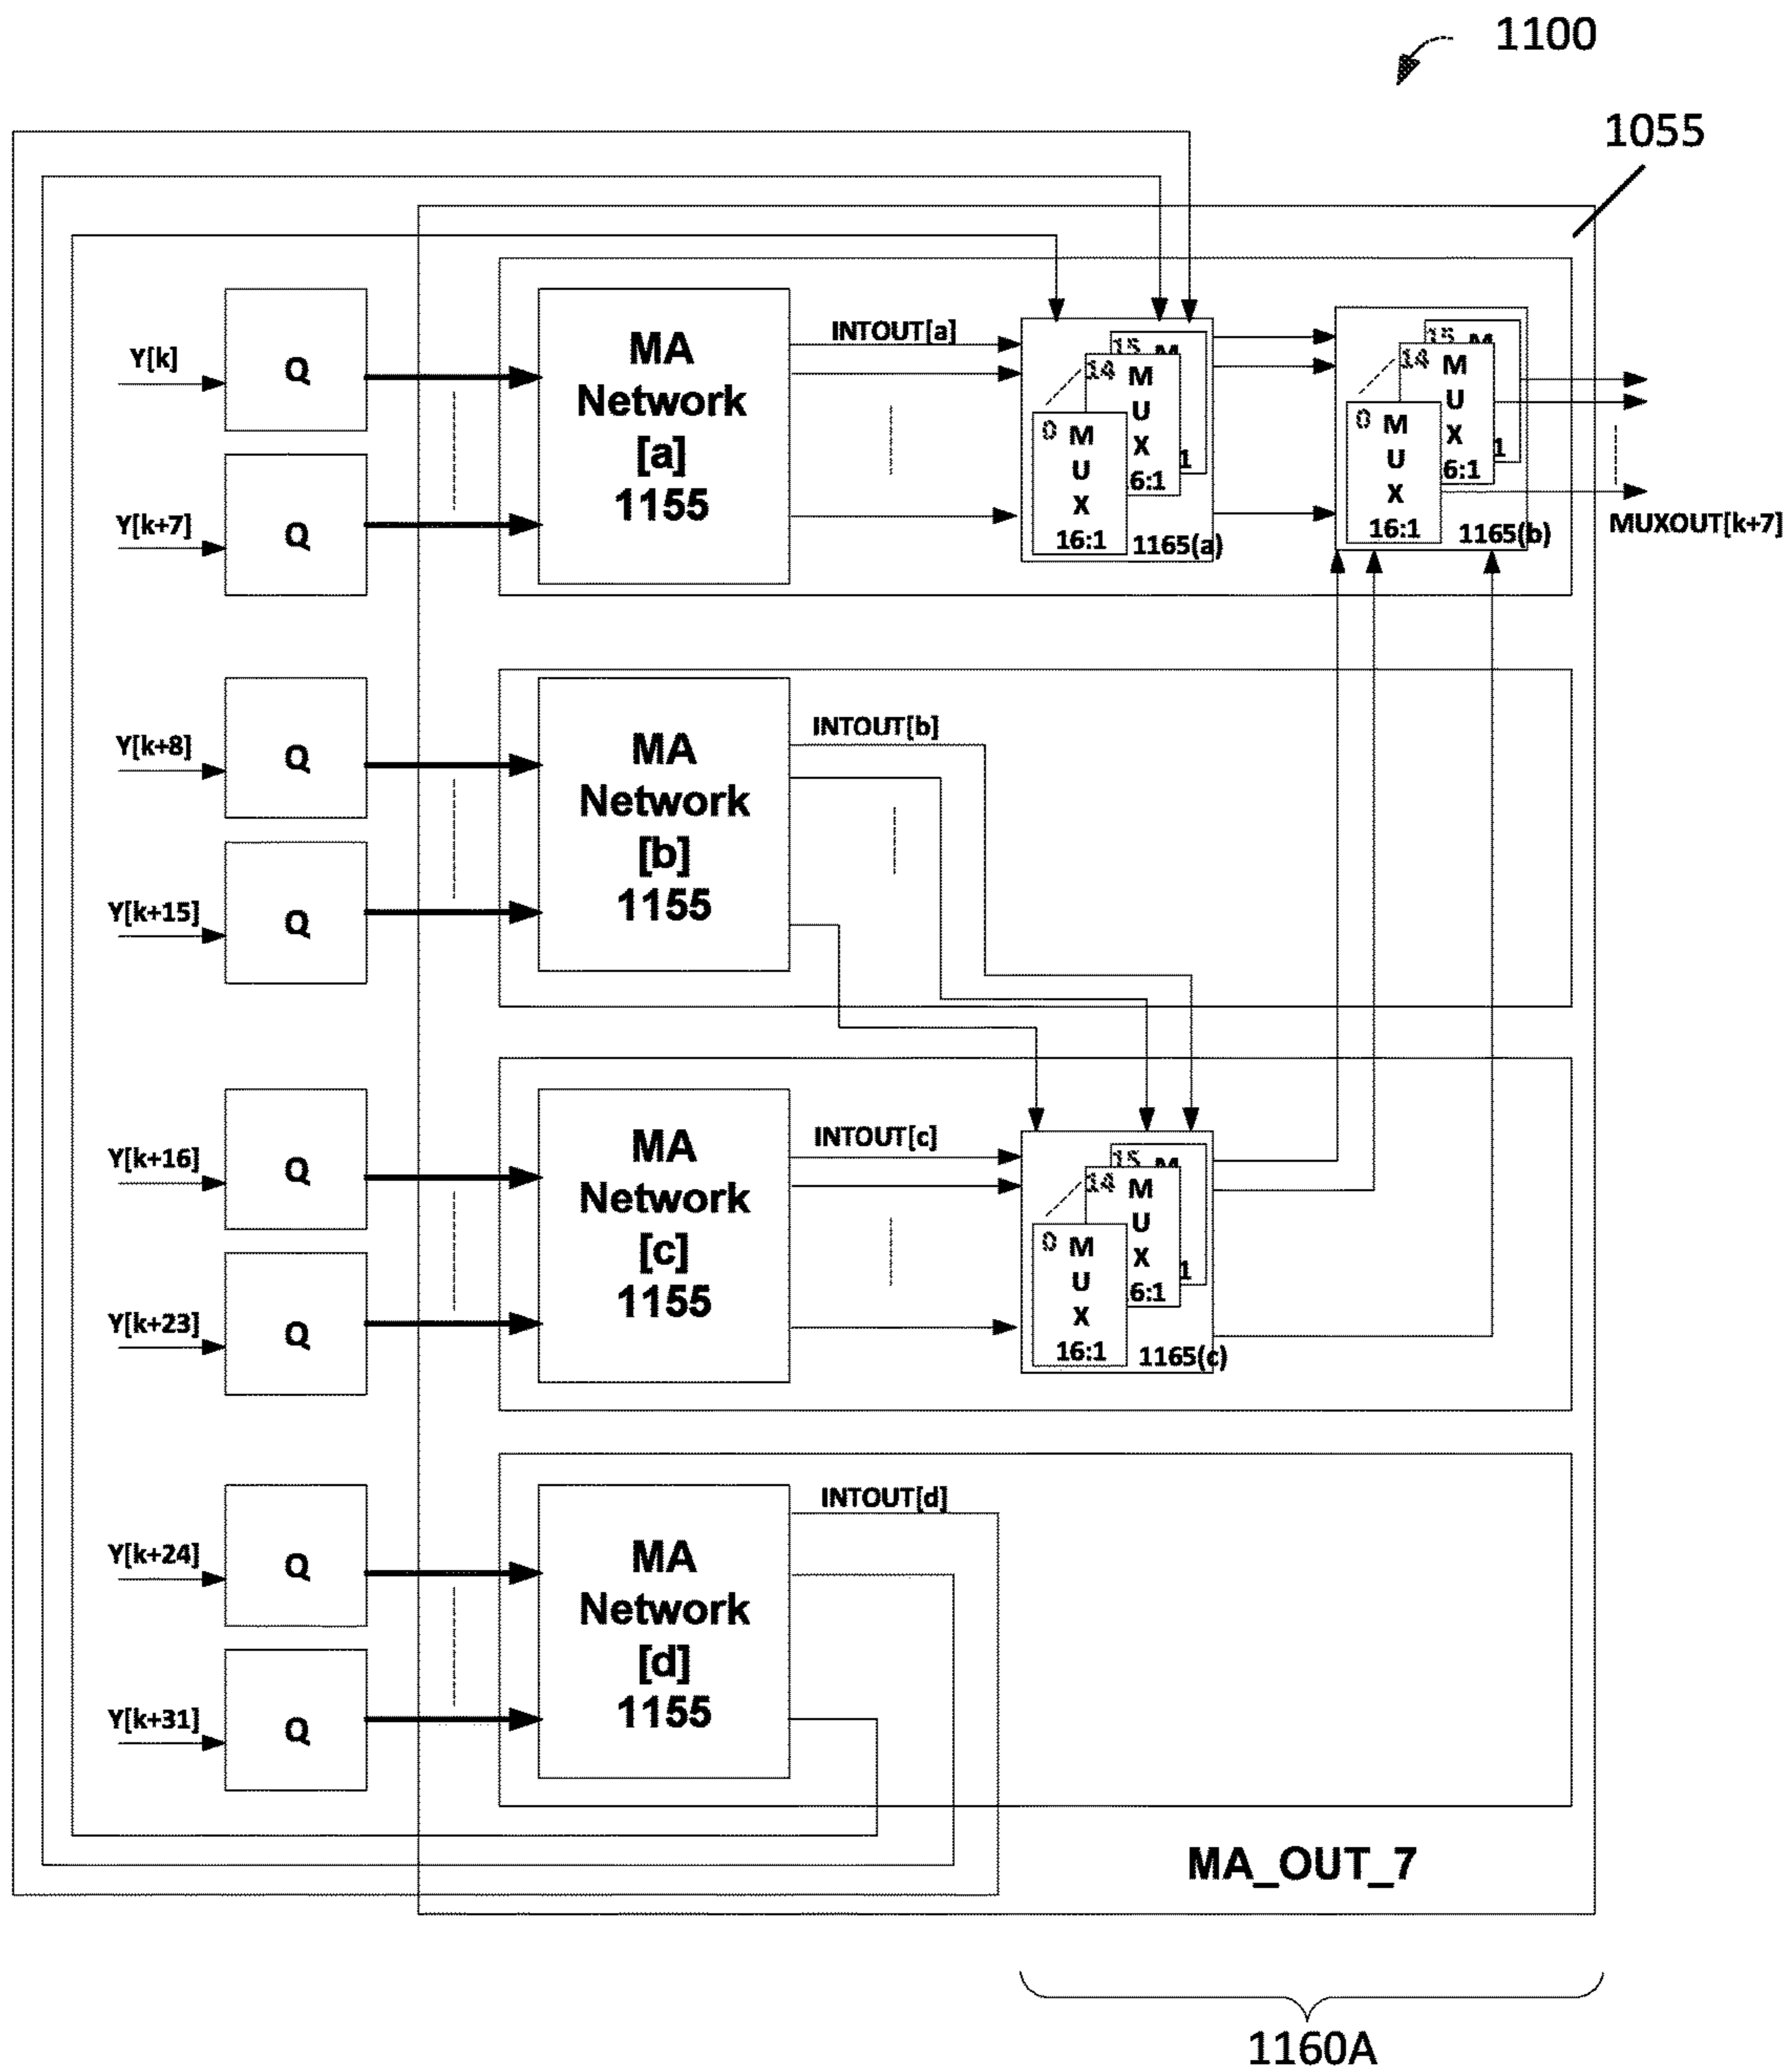 1100
1055
Y[k]
Q
MA
Network
[a]
1155
INTOUT[a]
15 M
14 M
U
X
6:1
1
0 M
U
X
16:1
1165(a)
15 M
14 M
U
X
6:1
1
0 M
U
X
16:1
1165(b)
Y[k+7]
Q
MUXOUT[k+7]
Y[k+8]
Q
MA
Network
[b]
1155
INTOUT[b]
Y[k+15]
Q
Y[k+16]
Q
MA
Network
[c]
1155
INTOUT[c]
15 M
14 M
U
X
6:1
1
0 M
U
X
16:1
1165(c)
Y[k+23]
Q
Y[k+24]
Q
MA
Network
[d]
1155
INTOUT[d]
Y[k+31]
Q
MA_OUT_7
1160A